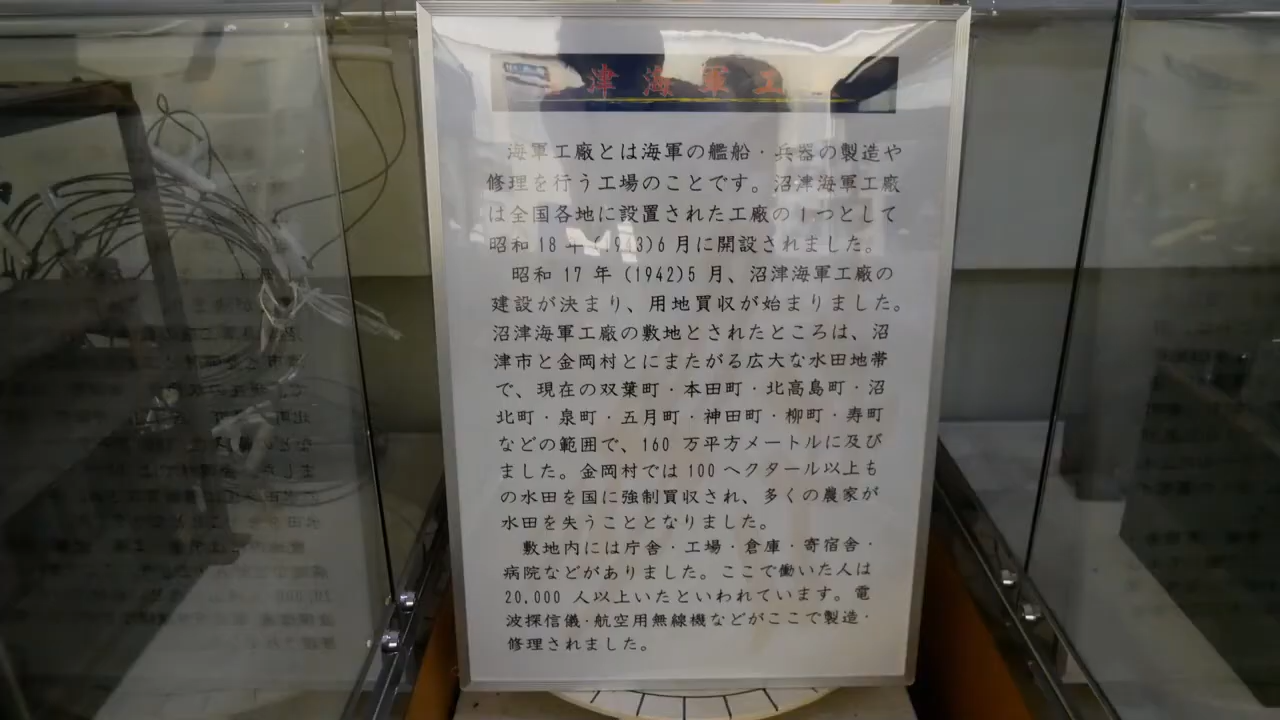 津海軍工
海軍工廠とは海軍の艦船・兵器の製造や
修理を行う工場のことです。沼津海軍工廠
は全国各地に設置された工廠の1つとして
昭和18年(1943)6月に開設されました。
昭和17年(1942)5月、沼津海軍工廠の
建設が決まり、用地買収が始まりました。
沼津海軍工廠の敷地とされたところは、沼
津市と金岡村とにまたがる広大な水田地帯
で、現在の双葉町・本田町・北高島町・沼
北町・泉町・五月町・神田町・柳町・寿町
などの範囲で、160万平方メートルに及び
ました。金岡村では100ヘクタール以上も
の水田を国に強制買収され、多くの農家が
水田を失うこととなりました。
敷地内には庁舎・工場・倉庫・寄宿舎・
病院などがありました。ここで働いた人は
20,000人以上いたといわれています。電
波探信儀・航空用無線機などがここで製造・
修理されました。